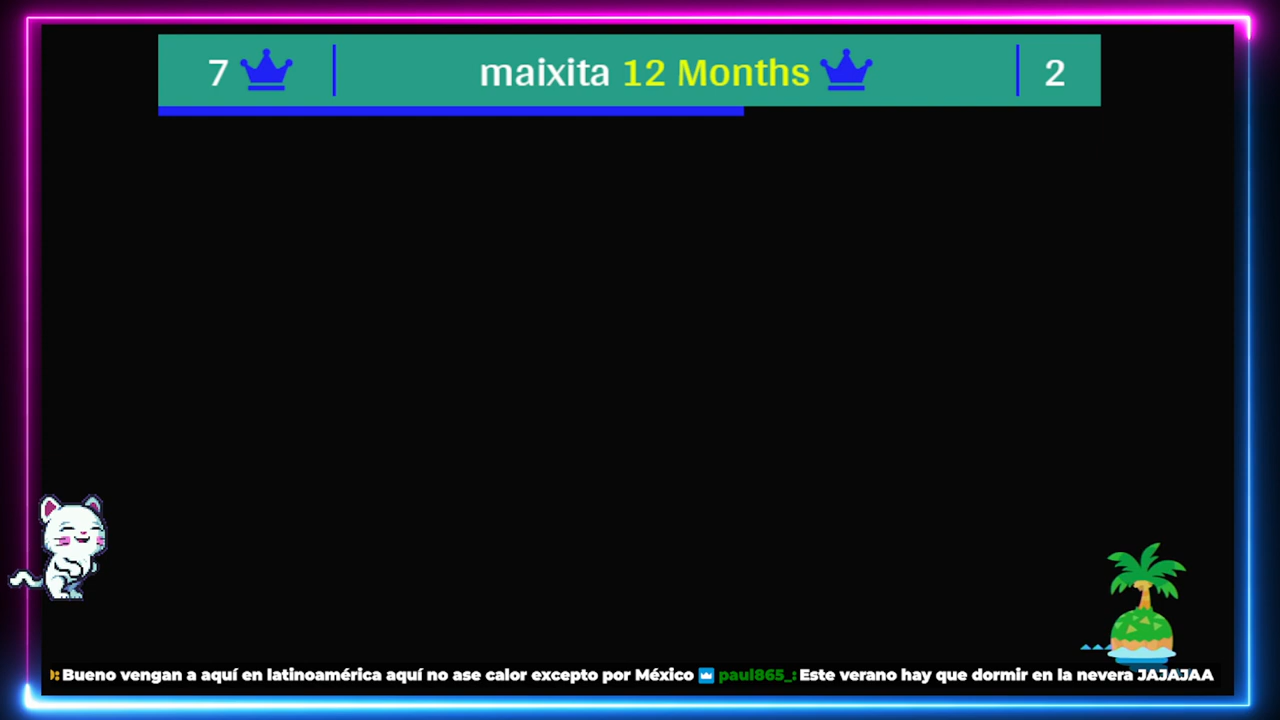 7 maixita 12 Months 2
: Bueno vengan a aquí en latinoamérica aquí no ase calor excepto por México paul865_: Este verano hay que dormir en la nevera JAJAJAA